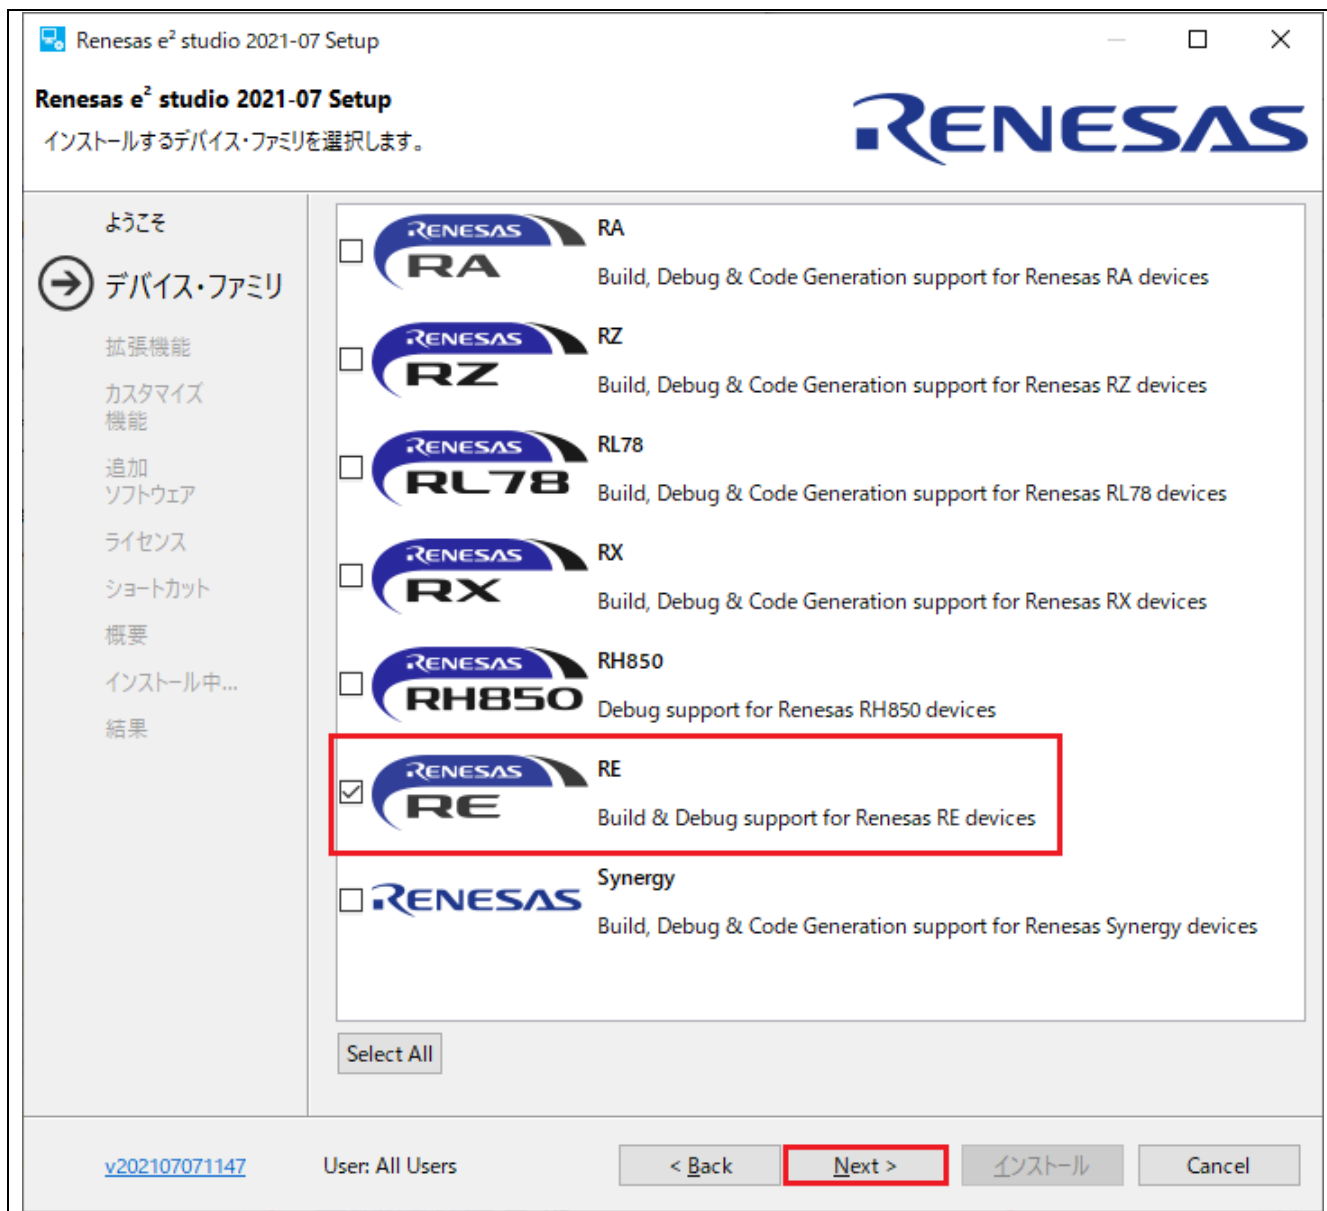 Renesas e² studio 2021-07 Setup
Renesas e² studio 2021-07 Setup
インストールするデバイス・ファミリを選択します。
RENESAS
ようこそ
デバイス・ファミリ
拡張機能
カスタマイズ
機能
追加
ソフトウェア
ライセンス
ショートカット
概要
インストール中...
結果
RENESAS
RA
RA
Build, Debug & Code Generation support for Renesas RA devices
RENESAS
RZ
RZ
Build, Debug & Code Generation support for Renesas RZ devices
RENESAS
RL78
RL78
Build, Debug & Code Generation support for Renesas RL78 devices
RENESAS
RX
RX
Build, Debug & Code Generation support for Renesas RX devices
RENESAS
RH850
RH850
Debug support for Renesas RH850 devices
RENESAS
RE
RE
Build & Debug support for Renesas RE devices
RENESAS
Synergy
Build, Debug & Code Generation support for Renesas Synergy devices
Select All
v202107071147
User: All Users
< Back
Next >
インストール
Cancel